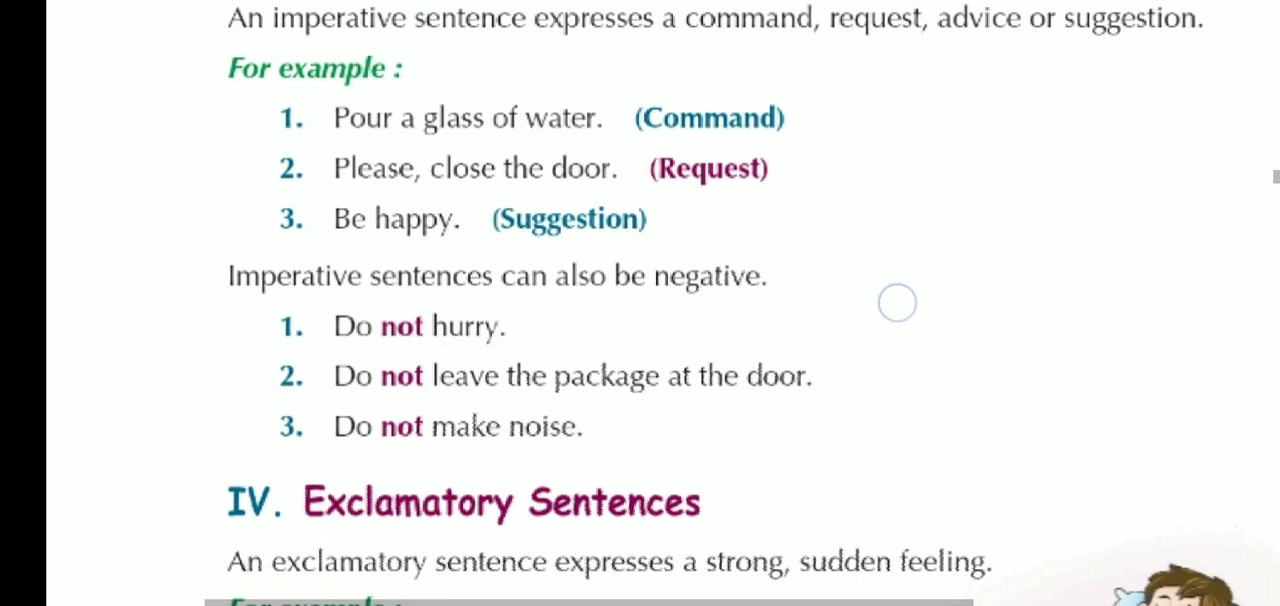 An imperative sentence expresses a command, request, advice or suggestion.
For example :
1. Pour a glass of water. (Command)
2. Please, close the door. (Request)
3. Be happy. (Suggestion)
Imperative sentences can also be negative.
1. Do not hurry.
2. Do not leave the package at the door.
3. Do not make noise.
IV. Exclamatory Sentences
An exclamatory sentence expresses a strong, sudden feeling.
For example :